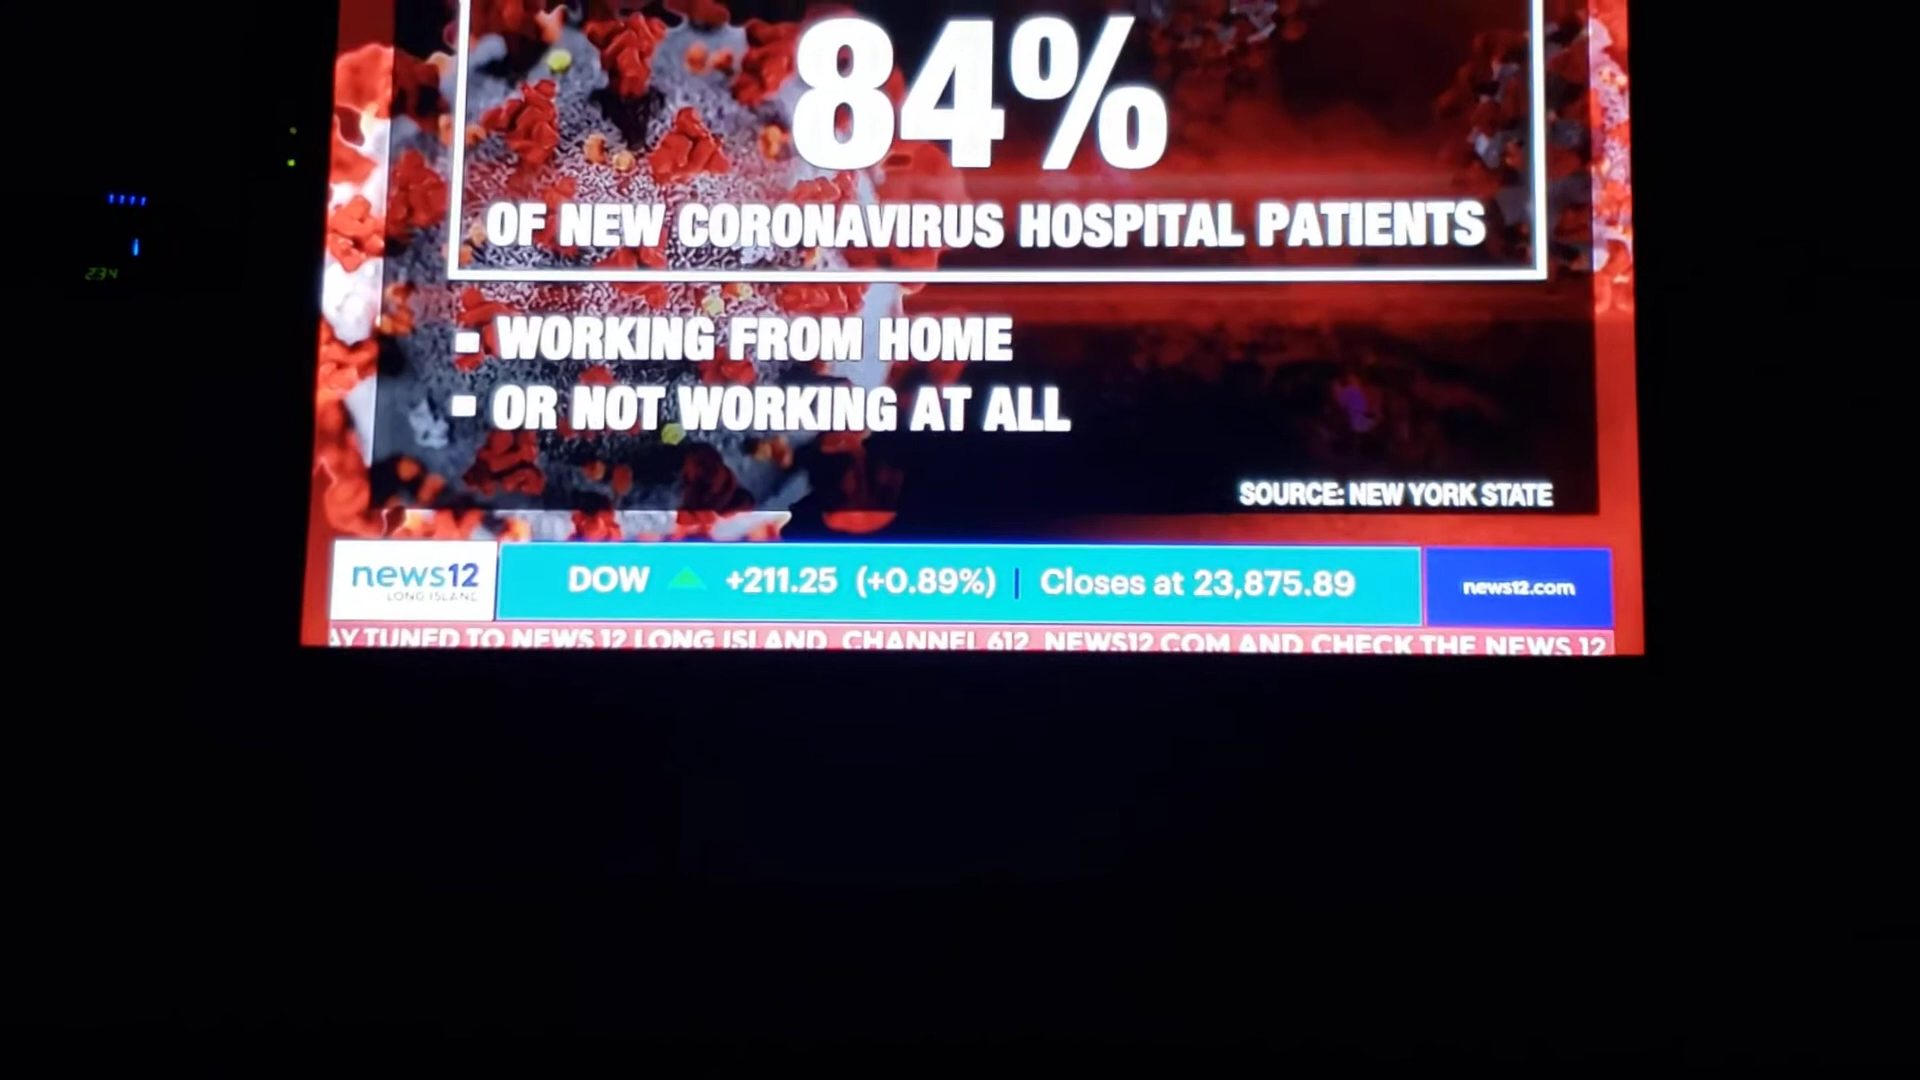 84%
OF NEW CORONAVIRUS HOSPITAL PATIENTS
▪ WORKING FROM HOME
▪ OR NOT WORKING AT ALL
SOURCE: NEW YORK STATE
news12
LONG ISLAND
DOW ▲ +211.25 (+0.89%) | Closes at 23,875.89
news12.com
AY TUNED TO NEWS 12 LONG ISLAND, CHANNEL 612, NEWS12.COM AND CHECK THE NEWS 12
234